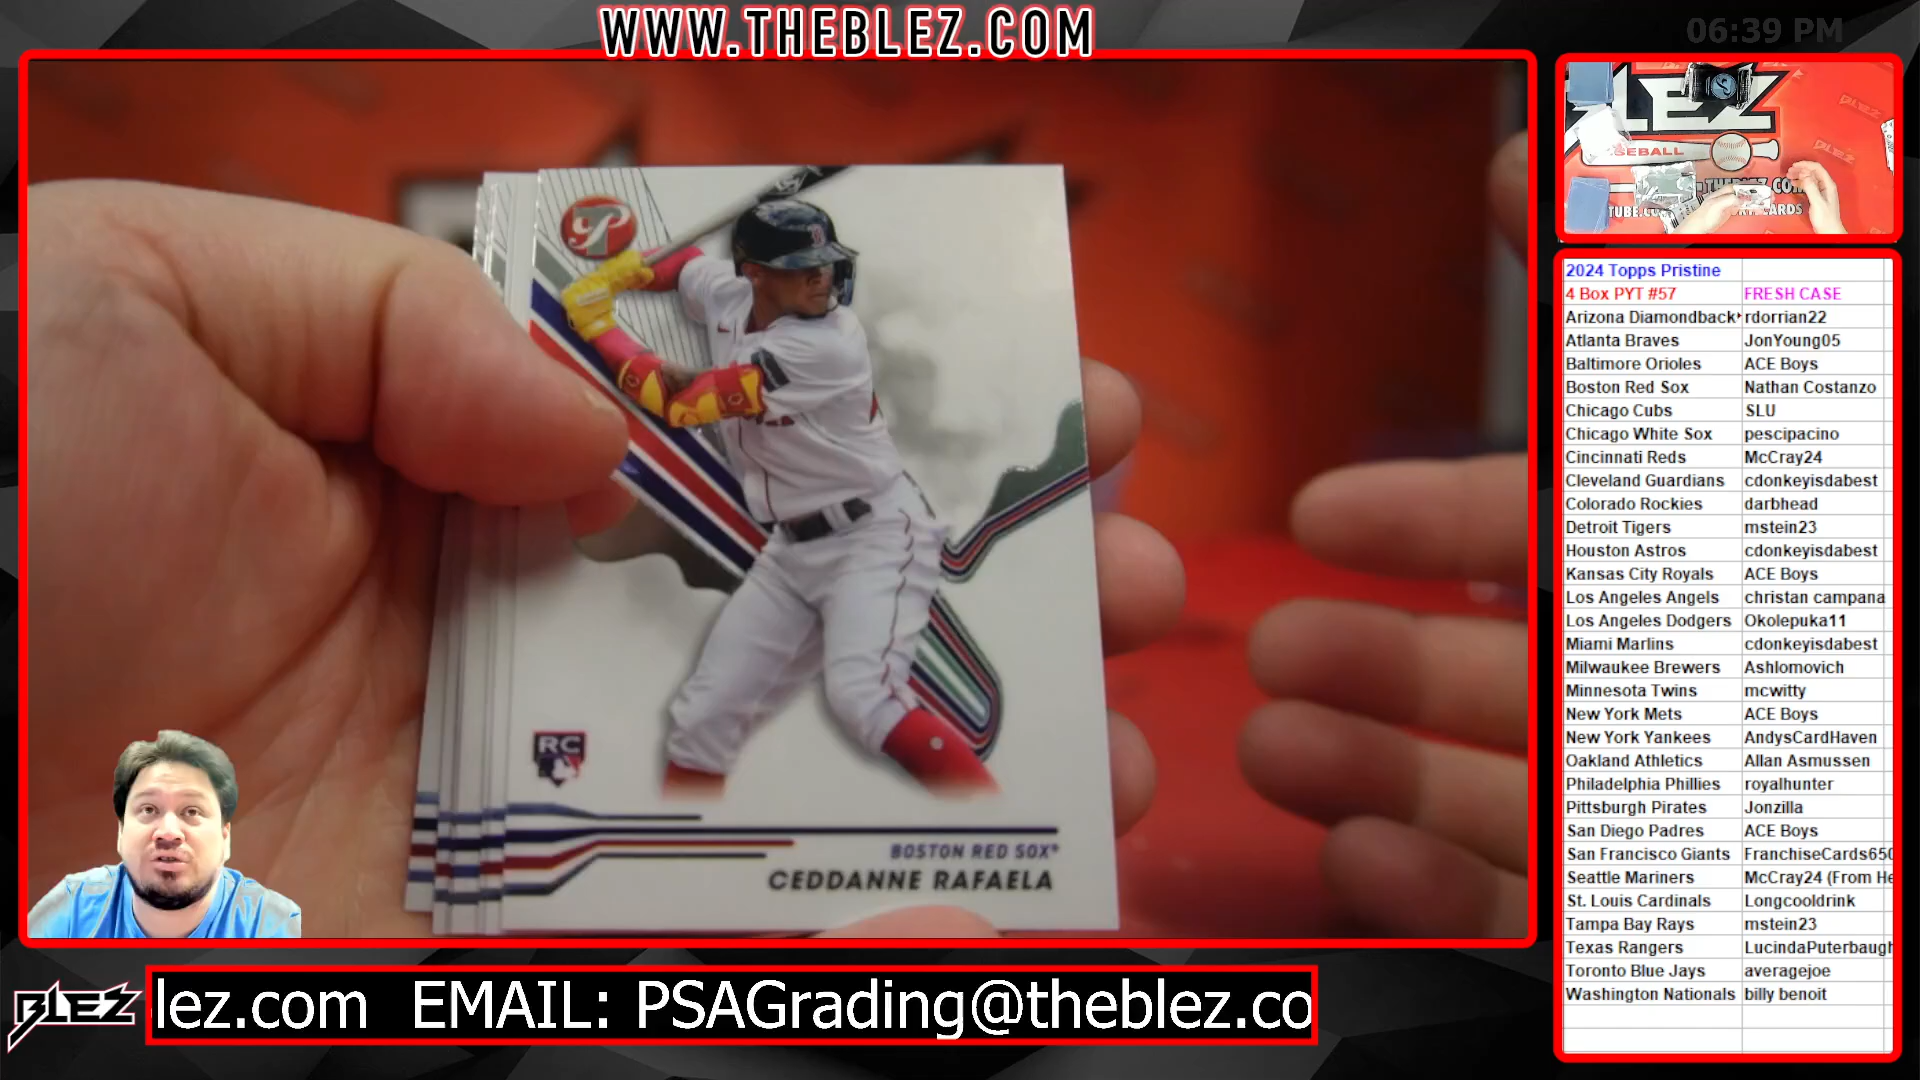 WWW.THEBLEZ.COM
06:39 PM
BOSTON RED SOX
CEDDANNE RAFAELA
RC
LEZ
SEBALL
2024 Topps Pristine
4 Box PYT #57 FRESH CASE
Arizona Diamondback rdorrian22
Atlanta Braves JonYoung05
Baltimore Orioles ACE Boys
Boston Red Sox Nathan Costanzo
Chicago Cubs SLU
Chicago White Sox pescipacino
Cincinnati Reds McCray24
Cleveland Guardians cdonkeyisdabest
Colorado Rockies darbhead
Detroit Tigers mstein23
Houston Astros cdonkeyisdabest
Kansas City Royals ACE Boys
Los Angeles Angels christan campana
Los Angeles Dodgers Okolepuka11
Miami Marlins cdonkeyisdabest
Milwaukee Brewers Ashlomovich
Minnesota Twins mcwitty
New York Mets ACE Boys
New York Yankees AndysCardHaven
Oakland Athletics Allan Asmussen
Philadelphia Phillies royalhunter
Pittsburgh Pirates Jonzilla
San Diego Padres ACE Boys
San Francisco Giants FranchiseCards650
Seattle Mariners McCray24 (From He
St. Louis Cardinals Longcooldrink
Tampa Bay Rays mstein23
Texas Rangers LucindaPuterbaugh
Toronto Blue Jays averagejoe
Washington Nationals billy benoit
BLEZ
lez.com EMAIL: PSAGrading@theblez.co